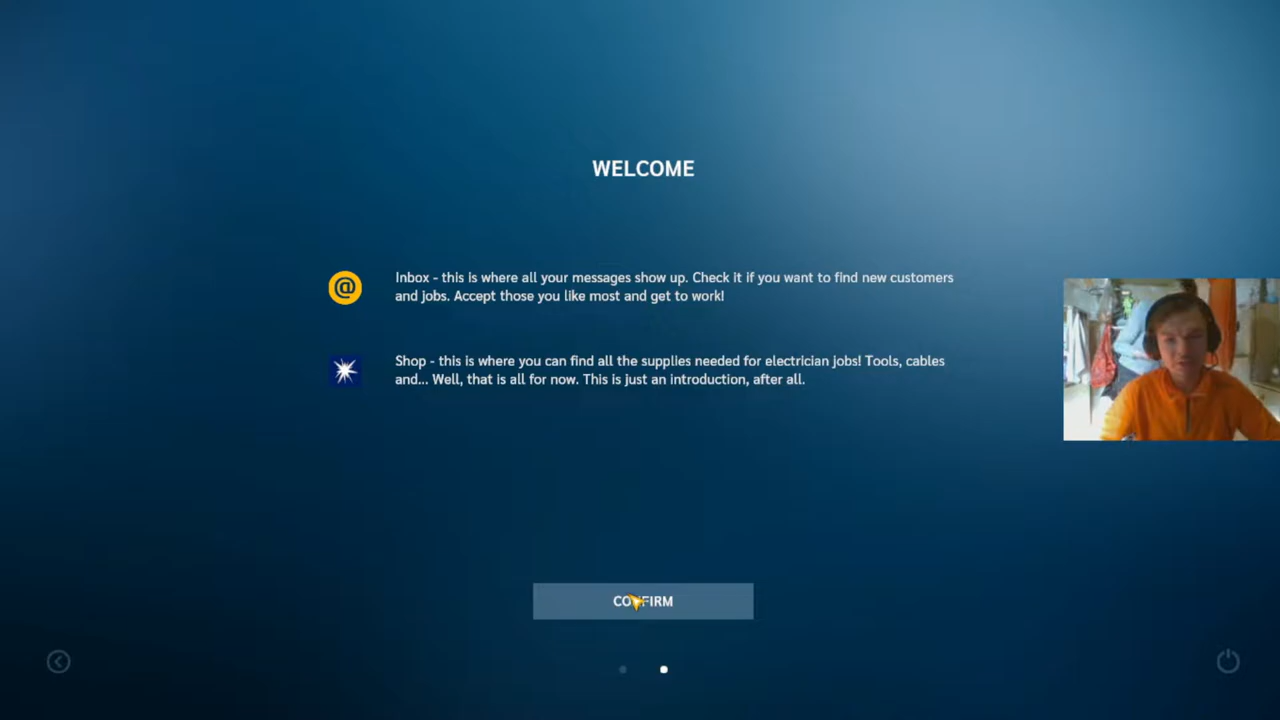 WELCOME
@
Inbox - this is where all your messages show up. Check it if you want to find new customers
and jobs. Accept those you like most and get to work!
Shop - this is where you can find all the supplies needed for electrician jobs! Tools, cables
and... Well, that is all for now. This is just an introduction, after all.
CONFIRM